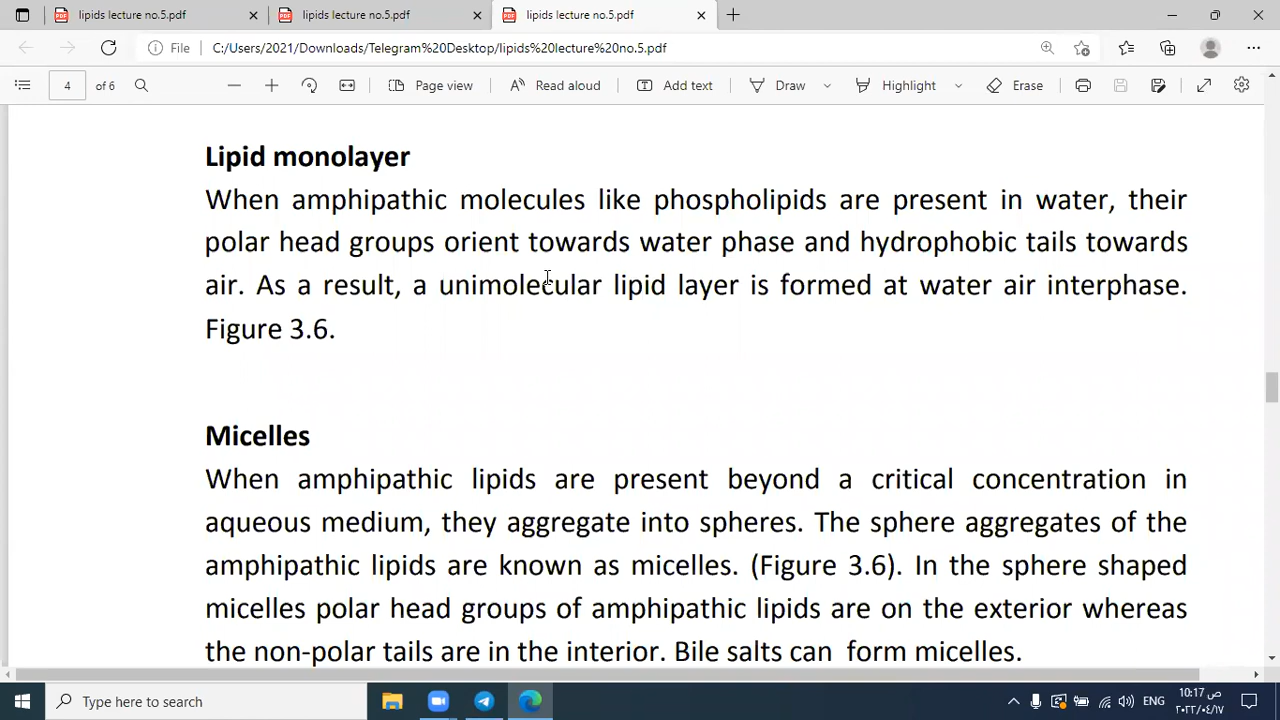 lipids lecture no.5.pdf
lipids lecture no.5.pdf
lipids lecture no.5.pdf
File C:/Users/2021/Downloads/Telegram%20Desktop/lipids%20lecture%20no.5.pdf
4 of 6 Page view Read aloud Add text Draw Highlight Erase
Lipid monolayer
When amphipathic molecules like phospholipids are present in water, their
polar head groups orient towards water phase and hydrophobic tails towards
air. As a result, a unimolecular lipid layer is formed at water air interphase.
Figure 3.6.
Micelles
When amphipathic lipids are present beyond a critical concentration in
aqueous medium, they aggregate into spheres. The sphere aggregates of the
amphipathic lipids are known as micelles. (Figure 3.6). In the sphere shaped
micelles polar head groups of amphipathic lipids are on the exterior whereas
the non-polar tails are in the interior. Bile salts can form micelles.
Type here to search
ENG
10:17 ص
٢٠٢٢/٠٤/١٧